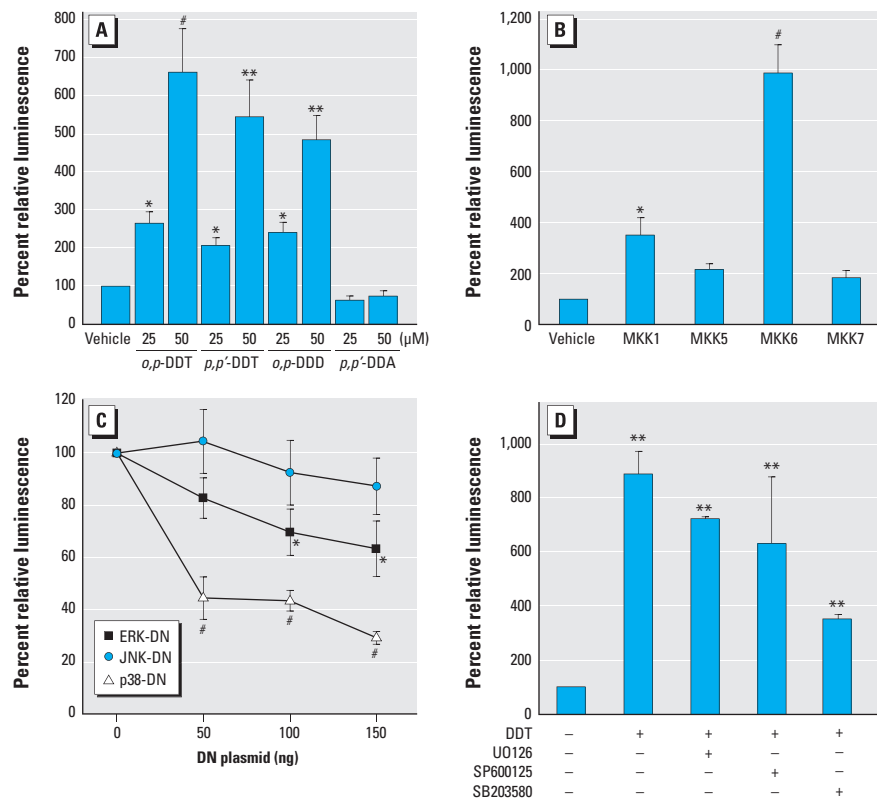 A
Percent relative luminescence
800
700
600
500
400
300
200
100
0
#
**
**
*
*
*
Vehicle 25 50 25 50 25 50 25 50 (µM)
o,p-DDT p,p′-DDT o,p-DDD p,p′-DDA
B
Percent relative luminescence
1,200
1,000
800
600
400
200
0
*
#
Vehicle MKK1 MKK5 MKK6 MKK7
C
Percent relative luminescence
120
100
80
60
40
20
0
*
*
#
#
#
ERK-DN
JNK-DN
p38-DN
0 50 100 150
DN plasmid (ng)
D
Percent relative luminescence
1,000
800
600
400
200
0
**
**
**
**
DDT – + + + +
UO126 – – + – –
SP600125 – – – + –
SB203580 – – – – +